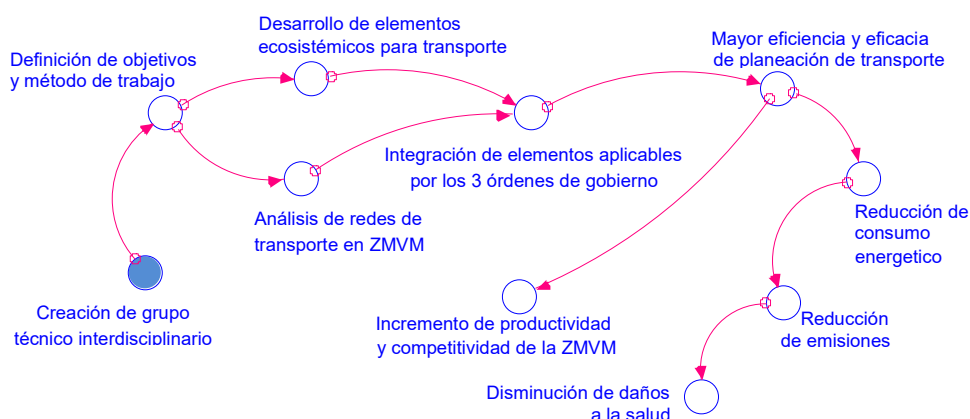 Desarrollo de elementos
ecosistémicos para transporte
Definición de objetivos
y método de trabajo
Mayor eficiencia y eficacia
de planeación de transporte
Integración de elementos aplicables
por los 3 órdenes de gobierno
Análisis de redes de
transporte en ZMVM
Reducción de
consumo
energetico
Creación de grupo
técnico interdisciplinario
Incremento de productividad
y competitividad de la ZMVM
Reducción
de emisiones
Disminución de daños
a la salud